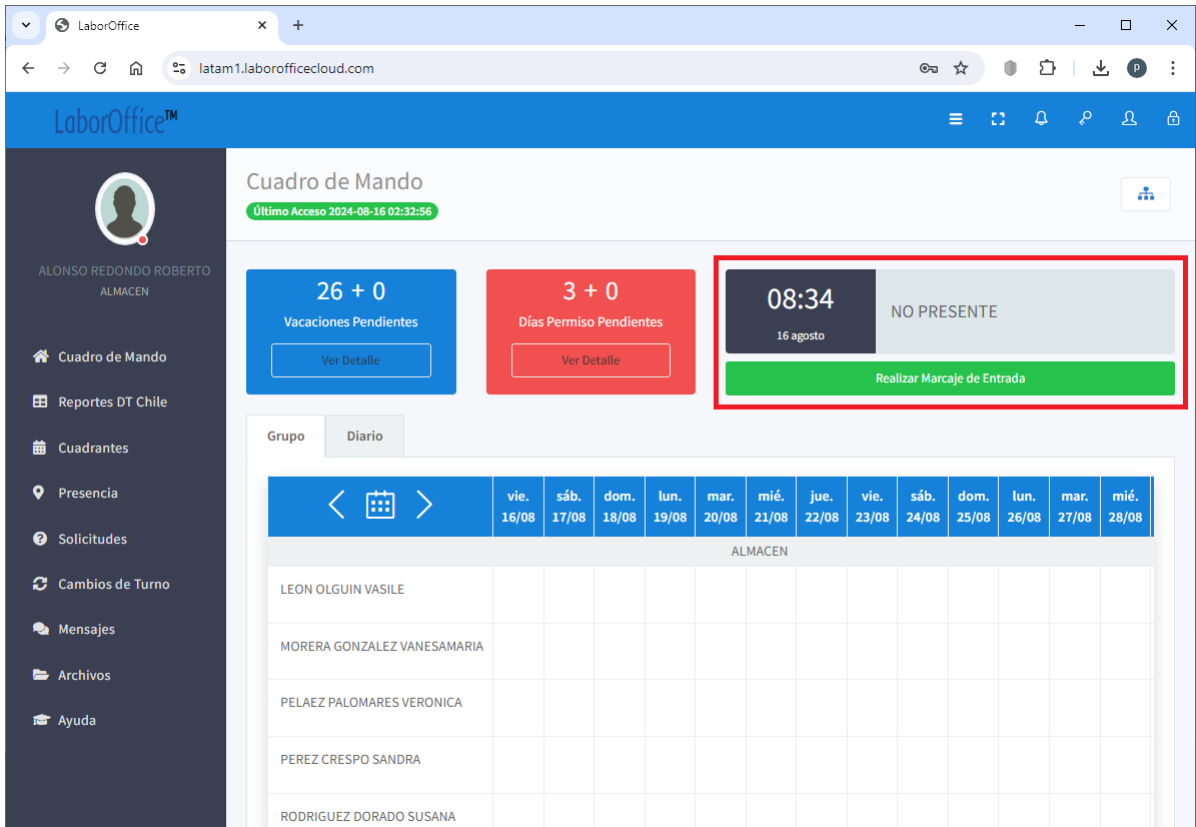 LaborOffice
latam1.laborofficecloud.com
P
LaborOffice™
ALONSO REDONDO ROBERTO
ALMACEN
Cuadro de Mando
Reportes DT Chile
Cuadrantes
Presencia
Solicitudes
Cambios de Turno
Mensajes
Archivos
Ayuda
Cuadro de Mando
Último Acceso 2024-08-16 02:32:56
26 + 0
Vacaciones Pendientes
Ver Detalle
3 + 0
Días Permiso Pendientes
Ver Detalle
08:34
16 agosto
NO PRESENTE
Realizar Marcaje de Entrada
Grupo Diario
vie. sáb. dom. lun. mar. mié. jue. vie. sáb. dom. lun. mar. mié.
16/08 17/08 18/08 19/08 20/08 21/08 22/08 23/08 24/08 25/08 26/08 27/08 28/08
ALMACEN
LEON OLGUIN VASILE
MORERA GONZALEZ VANESAMARIA
PELAEZ PALOMARES VERONICA
PEREZ CRESPO SANDRA
RODRIGUEZ DORADO SUSANA